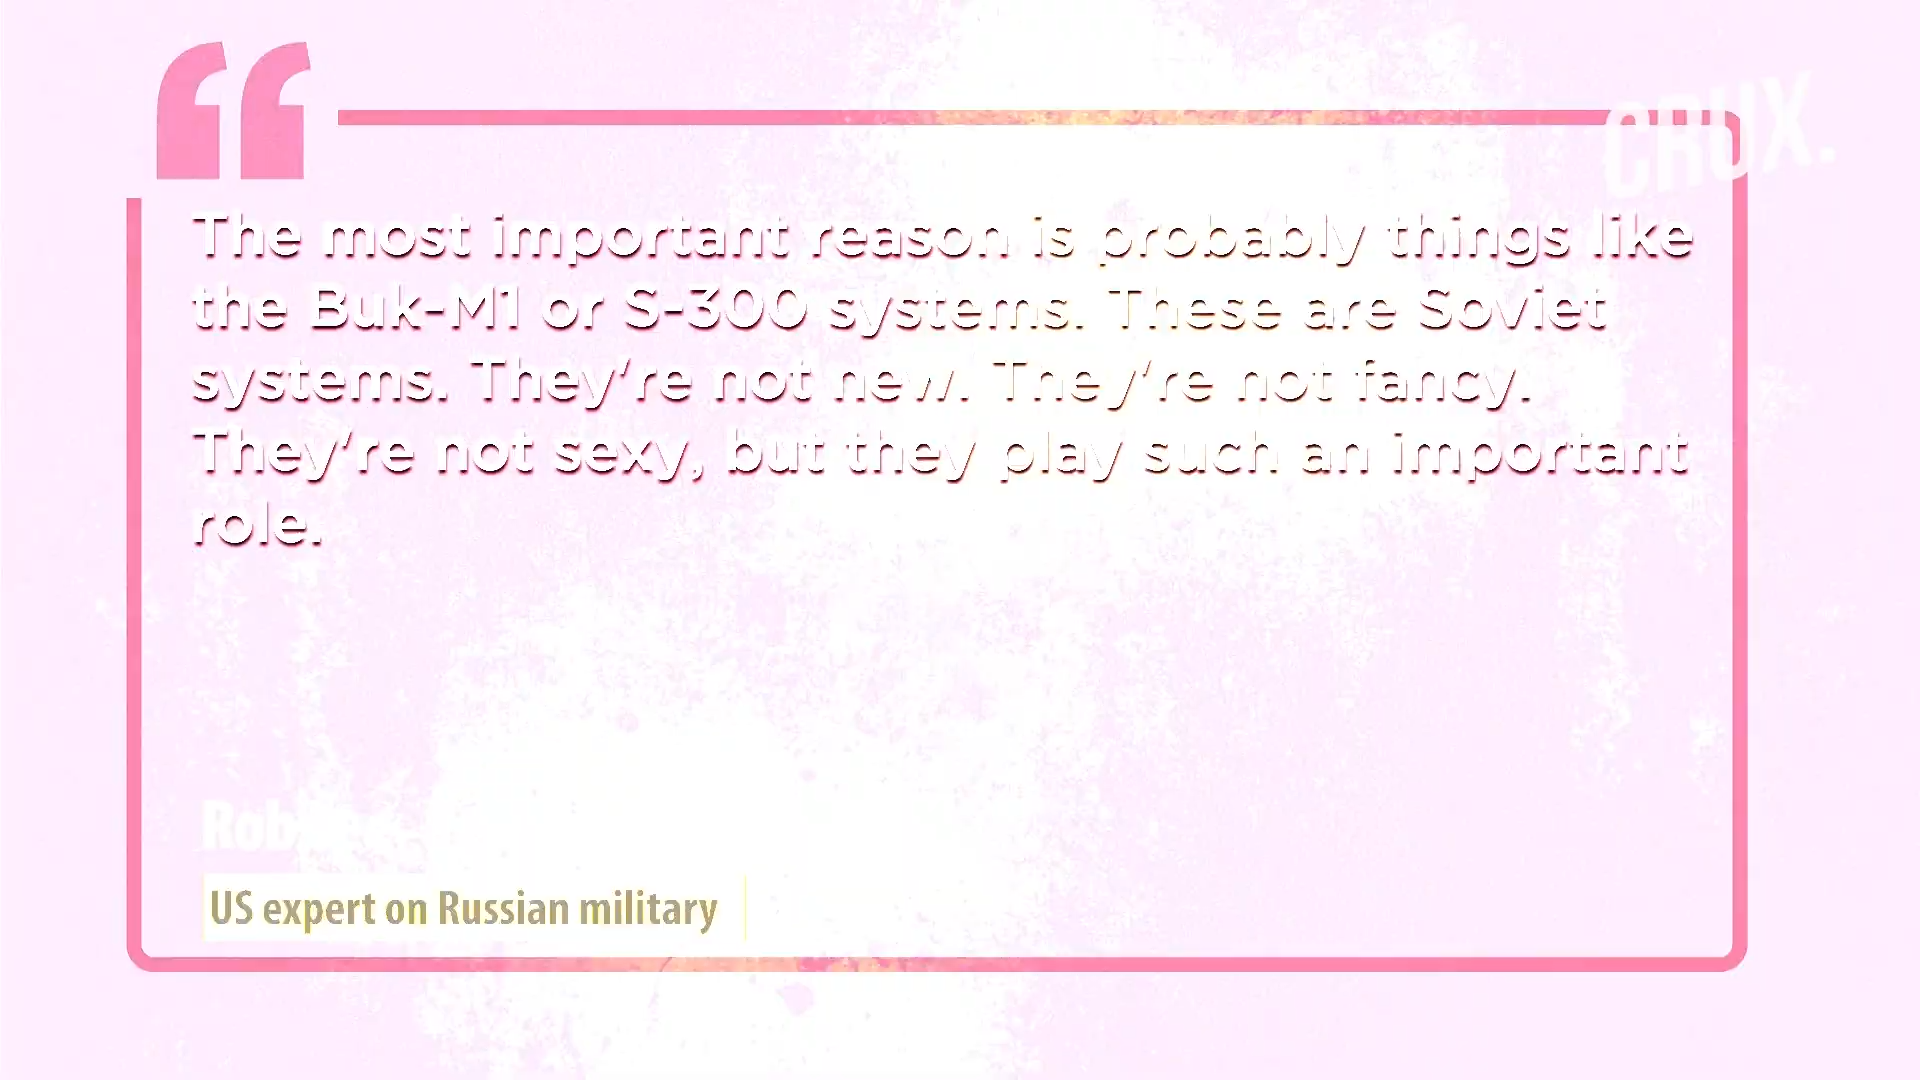 CRUX.
The most important reason is probably things like
the Buk-M1 or S-300 systems. These are Soviet
systems. They're not new. They're not fancy.
They're not sexy, but they play such an important
role.
US expert on Russian military